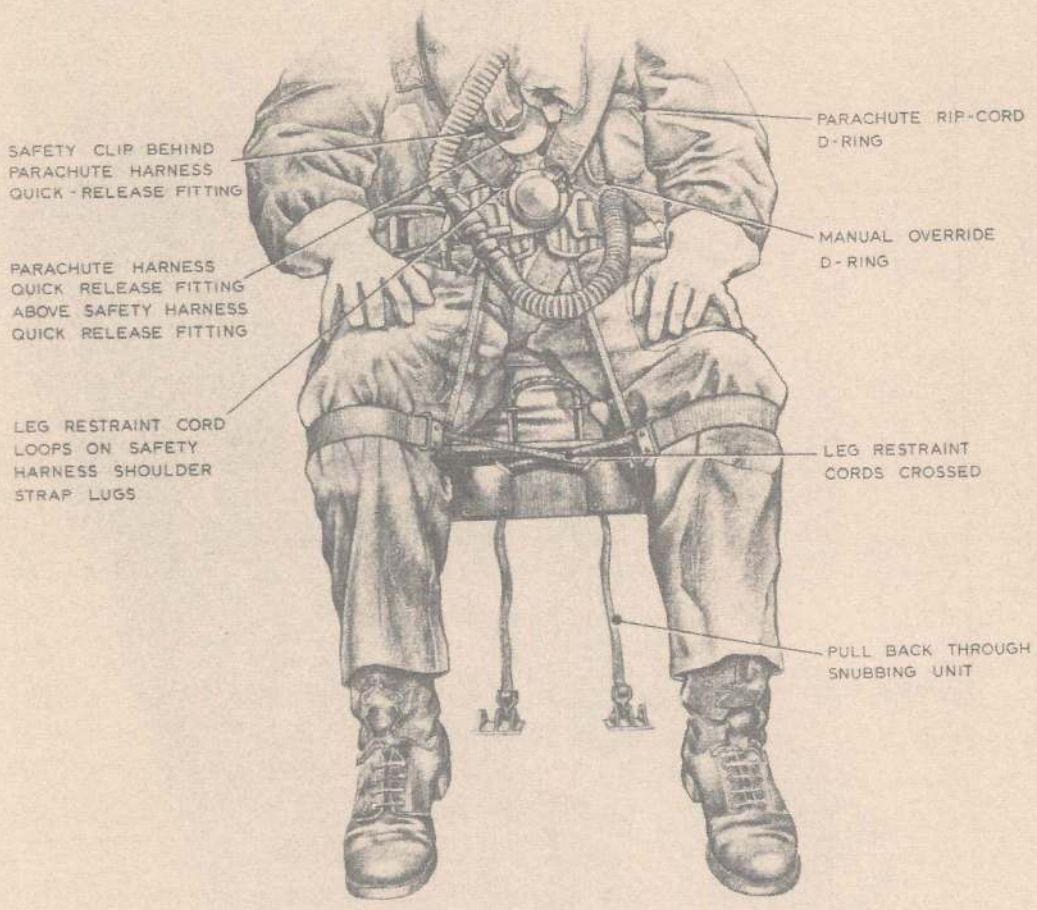 SAFETY CLIP BEHIND
PARACHUTE HARNESS
QUICK-RELEASE FITTING
PARACHUTE HARNESS
QUICK RELEASE FITTING
ABOVE SAFETY HARNESS
QUICK RELEASE FITTING
LEG RESTRAINT CORD
LOOPS ON SAFETY
HARNESS SHOULDER
STRAP LUGS
PARACHUTE RIP-CORD
D-RING
MANUAL OVERRIDE
D-RING
LEG RESTRAINT
CORDS CROSSED
PULL BACK THROUGH
SNUBBING UNIT